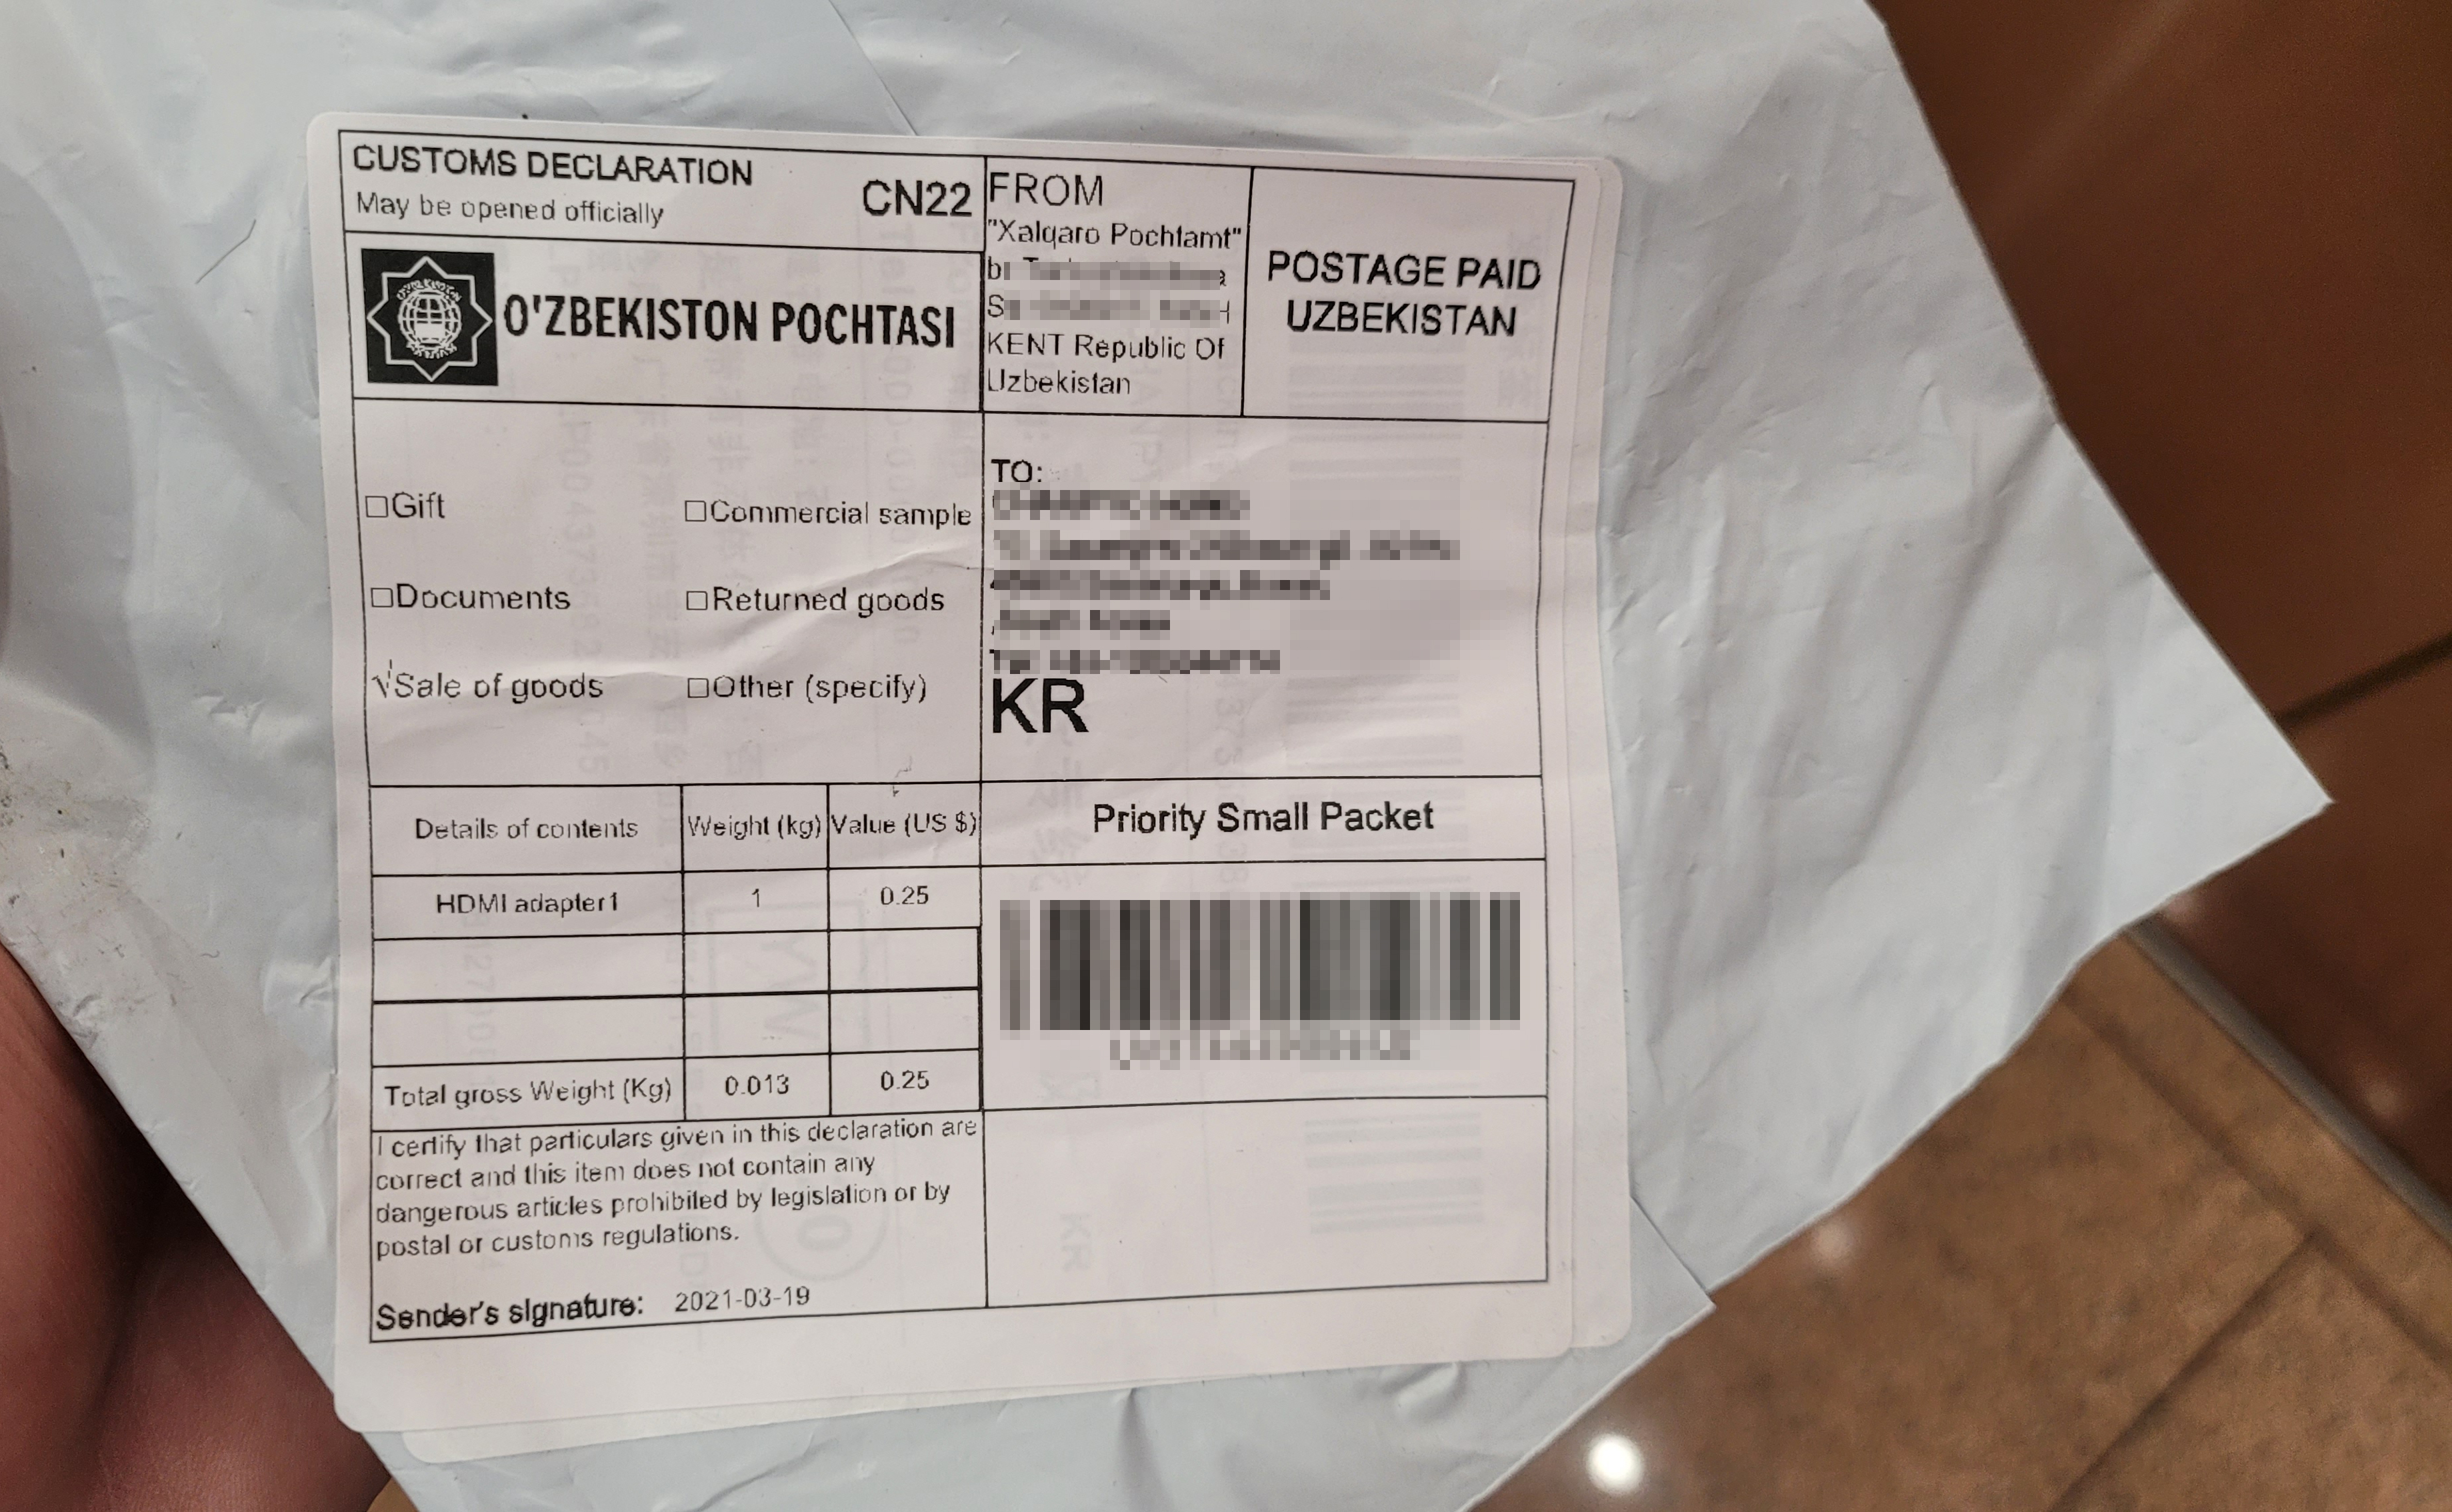 CUSTOMS DECLARATION
May be opened officially
CN22
O'ZBEKISTON POCHTASI
FROM
"Xalqaro Pochtamt"
KENT Republic Of
Uzbekistan
POSTAGE PAID
UZBEKISTAN
□Gift
□Commercial sample
□Documents
□Returned goods
√Sale of goods
□Other (specify)
TO:
KR
Details of contents
Weight (kg)
Value (US $)
HDMI adapter1
1
0.25
Total gross Weight (Kg)
0.013
0.25
Priority Small Packet
I certify that particulars given in this declaration are
correct and this item does not contain any
dangerous articles prohibited by legislation or by
postal or customs regulations.
Sender's signature: 2021-03-19